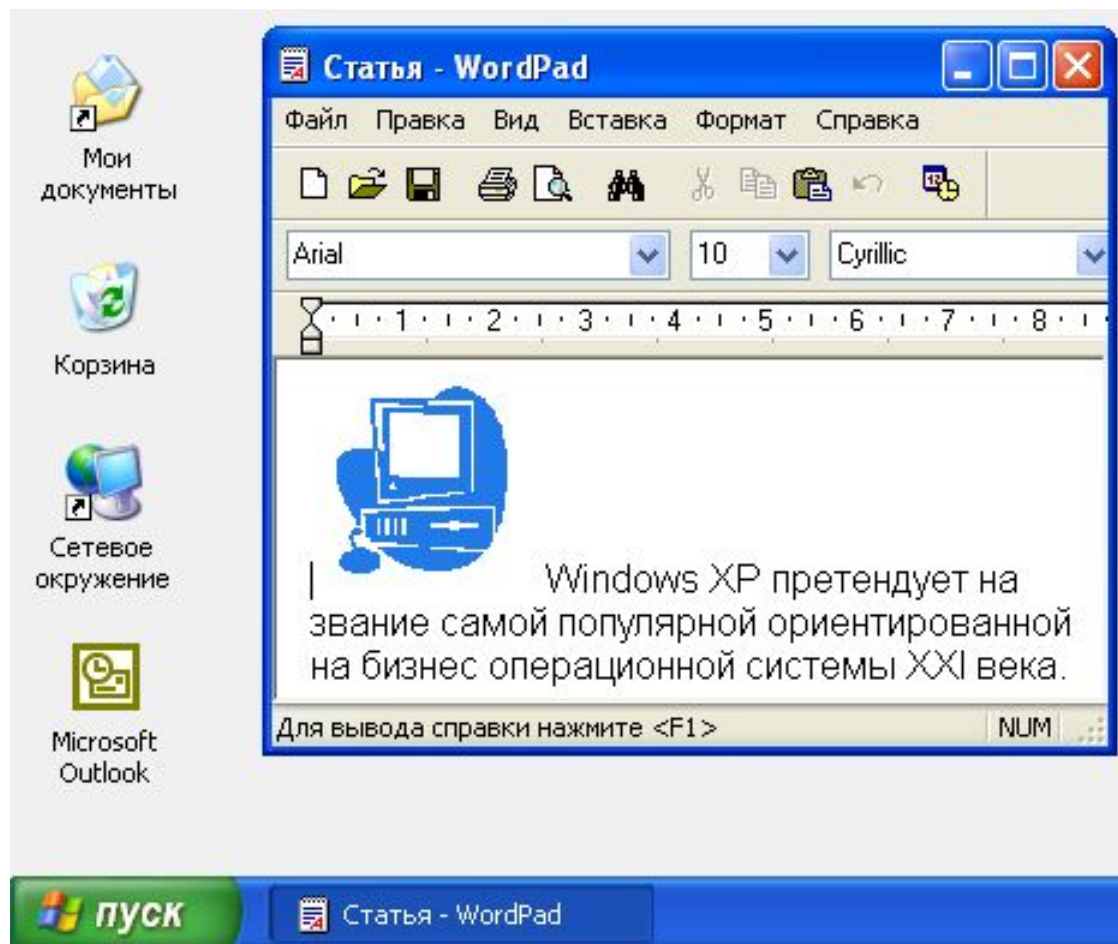 Мои
документы
Корзина
Сетевое
окружение
Microsoft
Outlook
Статья - WordPad
Файл Правка Вид Вставка Формат Справка
12
Arial 10 Cyrillic
1 2 3 4 5 6 7 8
Windows XP претендует на
звание самой популярной ориентированной
на бизнес операционной системы XXI века.
Для вывода справки нажмите <F1> NUM
пуск Статья - WordPad